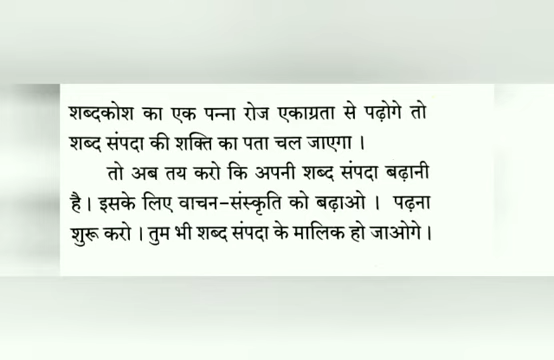 शब्दकोश का एक पन्ना रोज एकाग्रता से पढ़ोगे तो
शब्द संपदा की शक्ति का पता चल जाएगा ।
तो अब तय करो कि अपनी शब्द संपदा बढ़ानी
है। इसके लिए वाचन-संस्कृति को बढ़ाओ । पढ़ना
शुरू करो । तुम भी शब्द संपदा के मालिक हो जाओगे।